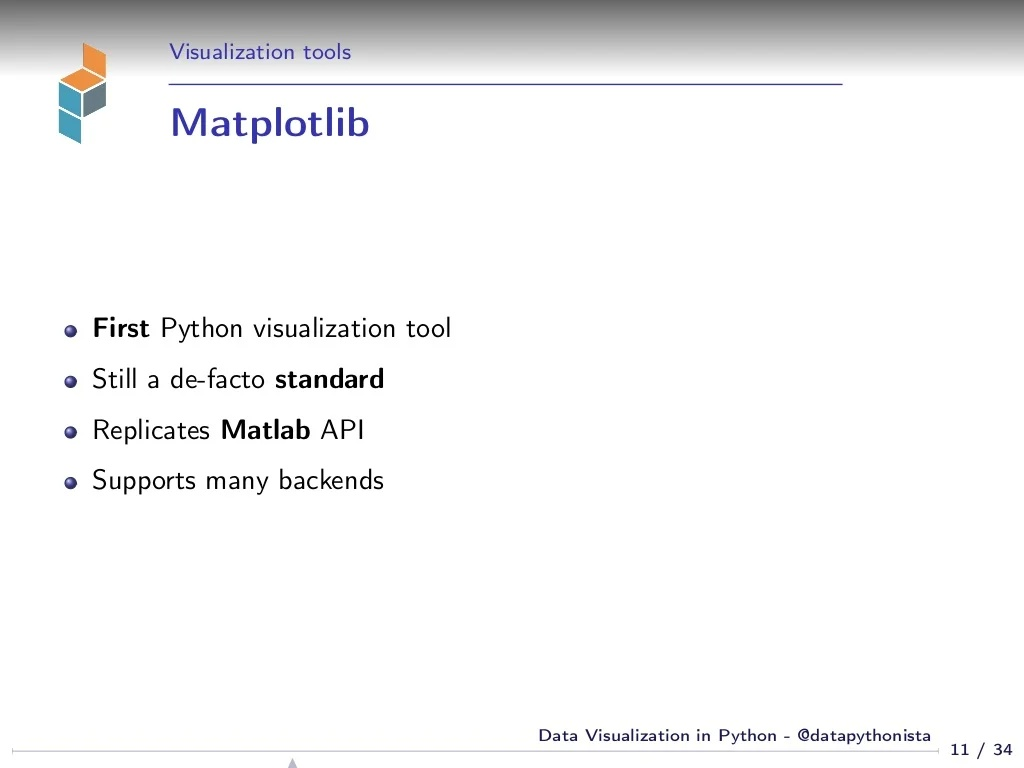 Visualization tools
Matplotlib
First Python visualization tool
Still a de-facto standard
Replicates Matlab API
Supports many backends
Data Visualization in Python - @datapythonista
11 / 34